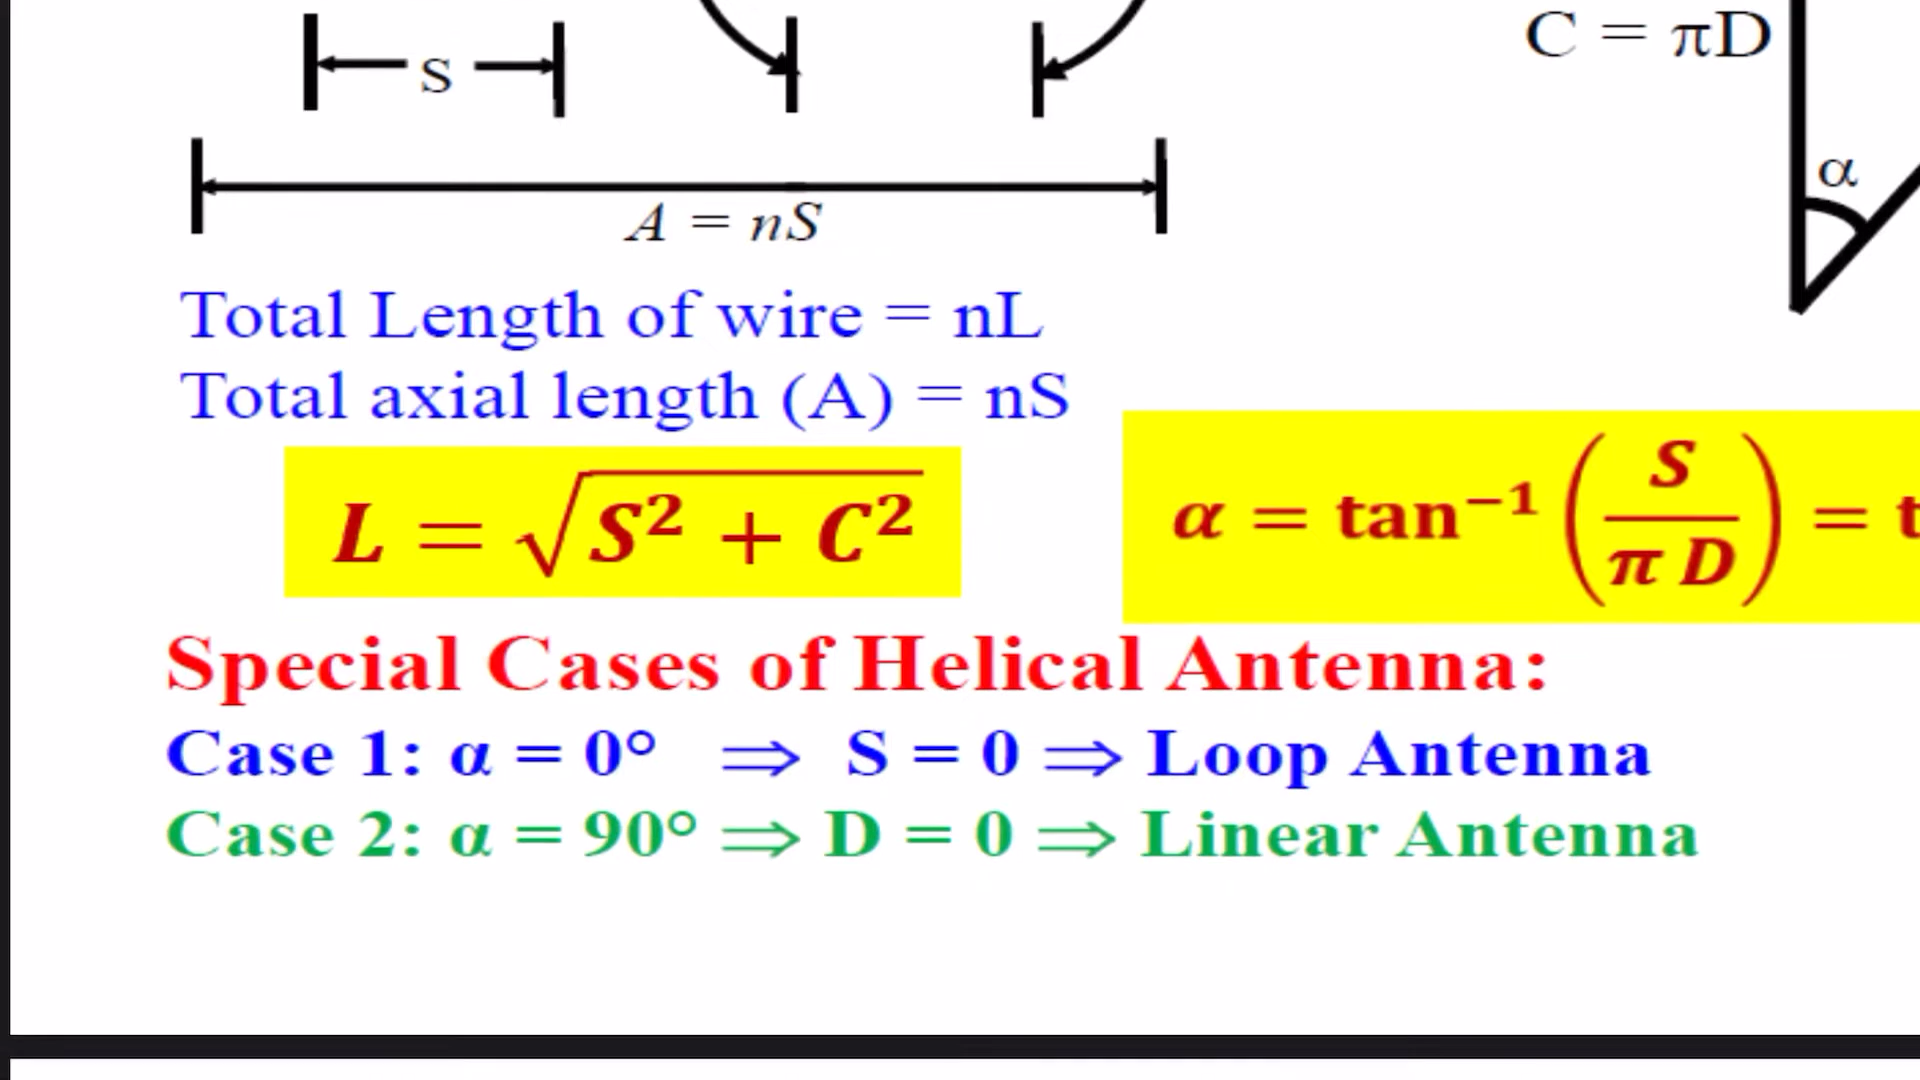 C = πD
S
α
A = nS
Total Length of wire = nL
Total axial length (A) = nS
L = √S² + C²
α = tan⁻¹ (S / π D) = t
Special Cases of Helical Antenna:
Case 1: α = 0° ⇒ S = 0 ⇒ Loop Antenna
Case 2: α = 90° ⇒ D = 0 ⇒ Linear Antenna